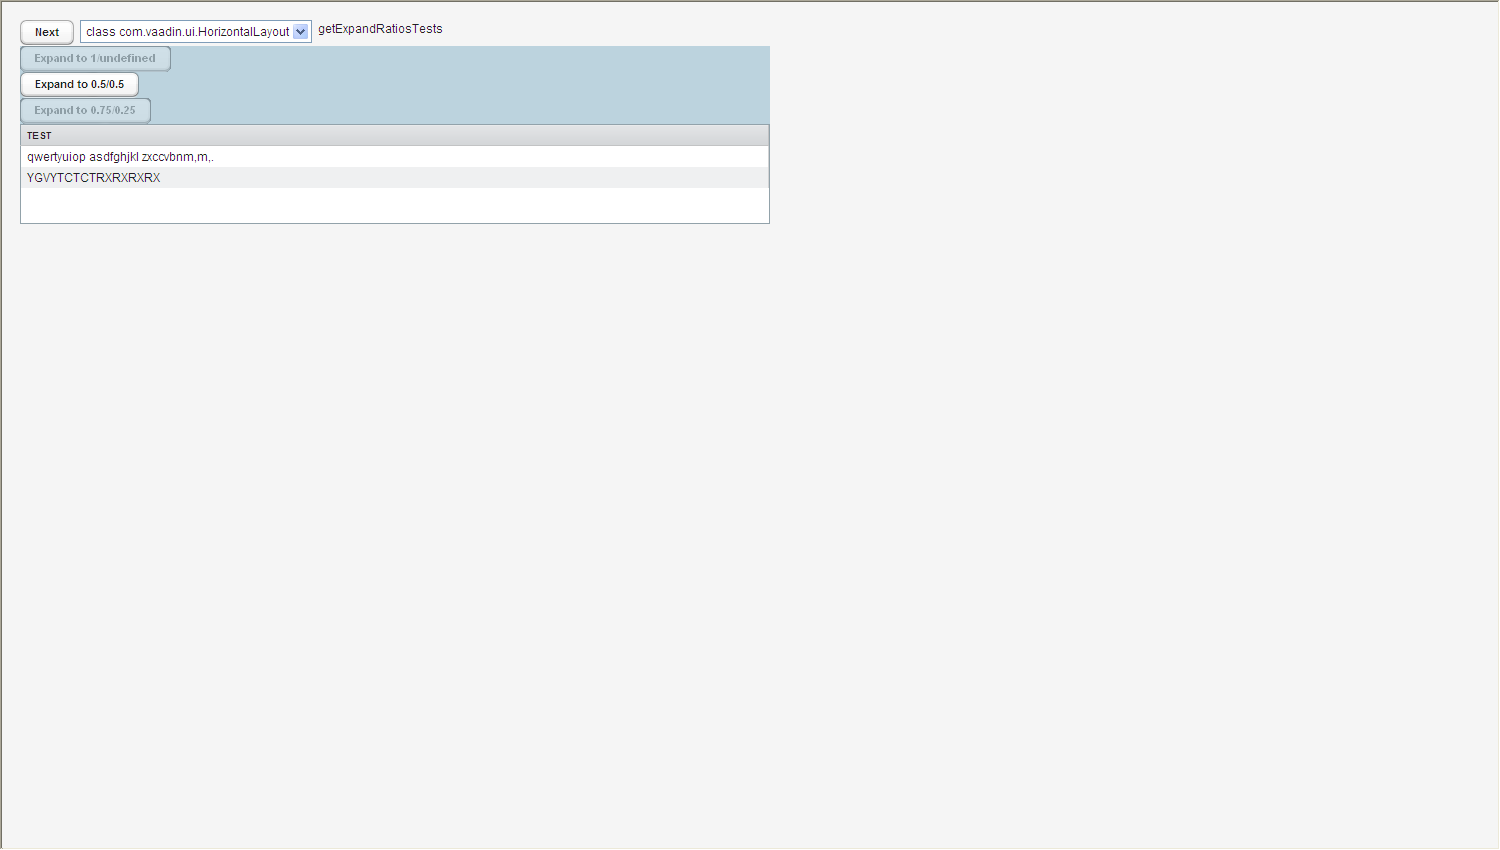 Next class com.vaadin.ui.HorizontalLayout getExpandRatiosTests
Expand to 1/undefined
Expand to 0.5/0.5
Expand to 0.75/0.25
TEST
qwertyuiop asdfghjkl zxccvbnm,m,.
YGVYTCTCTRXRXRXRX